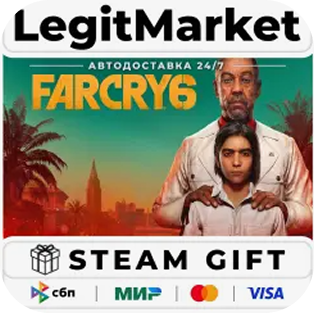 LegitMarket
АВТОДОСТАВКА 24/7
FARCRY6
STEAM GIFT
сбп | МИР | | VISA